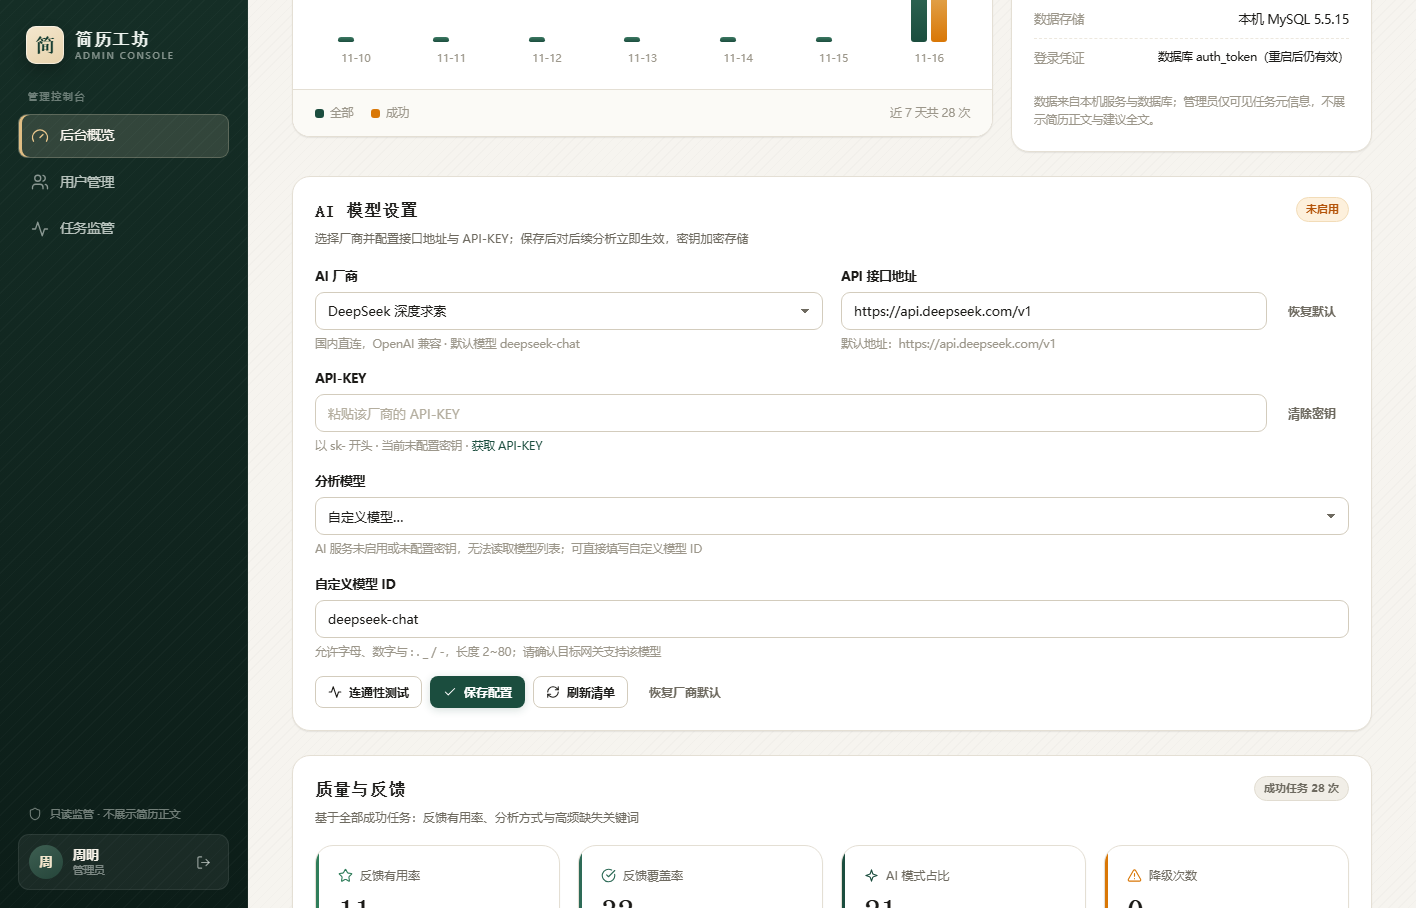 简
简历工坊
ADMIN CONSOLE
管理控制台
后台概览
用户管理
任务监管
只读监管 · 不展示简历正文
周
周明
管理员
11-10
11-11
11-12
11-13
11-14
11-15
11-16
全部
成功
近 7 天共 28 次
数据存储
本机 MySQL 5.5.15
登录凭证
数据库 auth_token（重启后仍有效）
数据来自本机服务与数据库；管理员仅可见任务元信息，不展
示简历正文与建议全文。
AI 模型设置
未启用
选择厂商并配置接口地址与 API-KEY；保存后对后续分析立即生效，密钥加密存储
AI 厂商
DeepSeek 深度求索
国内直连，OpenAI 兼容 · 默认模型 deepseek-chat
API 接口地址
https://api.deepseek.com/v1
恢复默认
默认地址：https://api.deepseek.com/v1
API-KEY
粘贴该厂商的 API-KEY
清除密钥
以 sk- 开头 · 当前未配置密钥 · 获取 API-KEY
分析模型
自定义模型...
AI 服务未启用或未配置密钥，无法读取模型列表；可直接填写自定义模型 ID
自定义模型 ID
deepseek-chat
允许字母、数字与 : . _ / -，长度 2~80；请确认目标网关支持该模型
连通性测试
保存配置
刷新清单
恢复厂商默认
质量与反馈
成功任务 28 次
基于全部成功任务：反馈有用率、分析方式与高频缺失关键词
反馈有用率
反馈覆盖率
AI 模式占比
降级次数